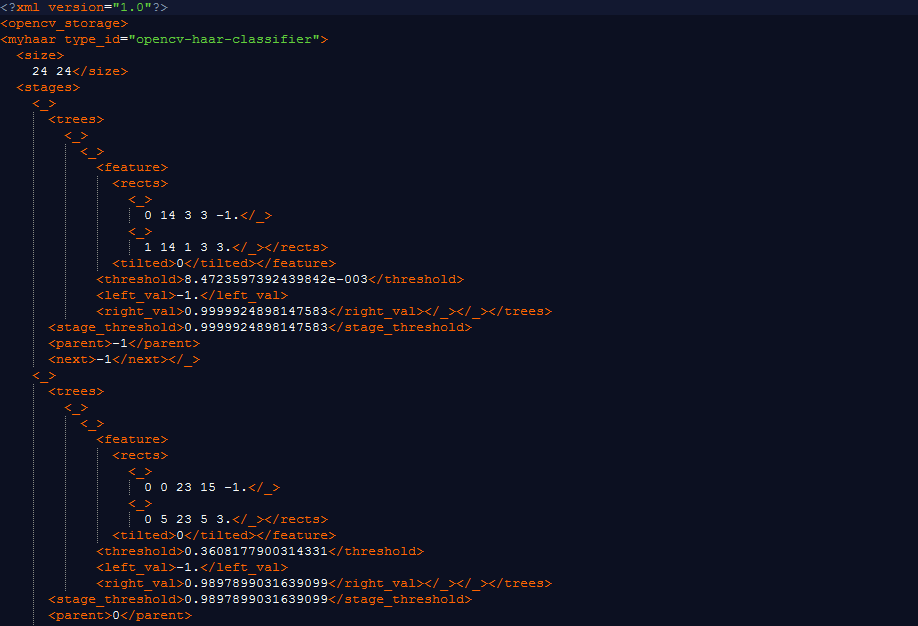 <?xml version="1.0"?>
<opencv_storage>
<myhaar type_id="opencv-haar-classifier">
<size>
24 24</size>
<stages>
<_>
<trees>
<_>
<_>
<feature>
<rects>
<_>
0 14 3 3 -1.</_>
<_>
1 14 1 3 3.</_></rects>
<tilted>0</tilted></feature>
<threshold>8.4723597392439842e-003</threshold>
<left_val>-1.</left_val>
<right_val>0.9999924898147583</right_val></_></_></trees>
<stage_threshold>0.9999924898147583</stage_threshold>
<parent>-1</parent>
<next>-1</next></_>
<_>
<trees>
<_>
<_>
<feature>
<rects>
<_>
0 0 23 15 -1.</_>
<_>
0 5 23 5 3.</_></rects>
<tilted>0</tilted></feature>
<threshold>0.3608177900314331</threshold>
<left_val>-1.</left_val>
<right_val>0.9897899031639099</right_val></_></_></trees>
<stage_threshold>0.9897899031639099</stage_threshold>
<parent>0</parent>